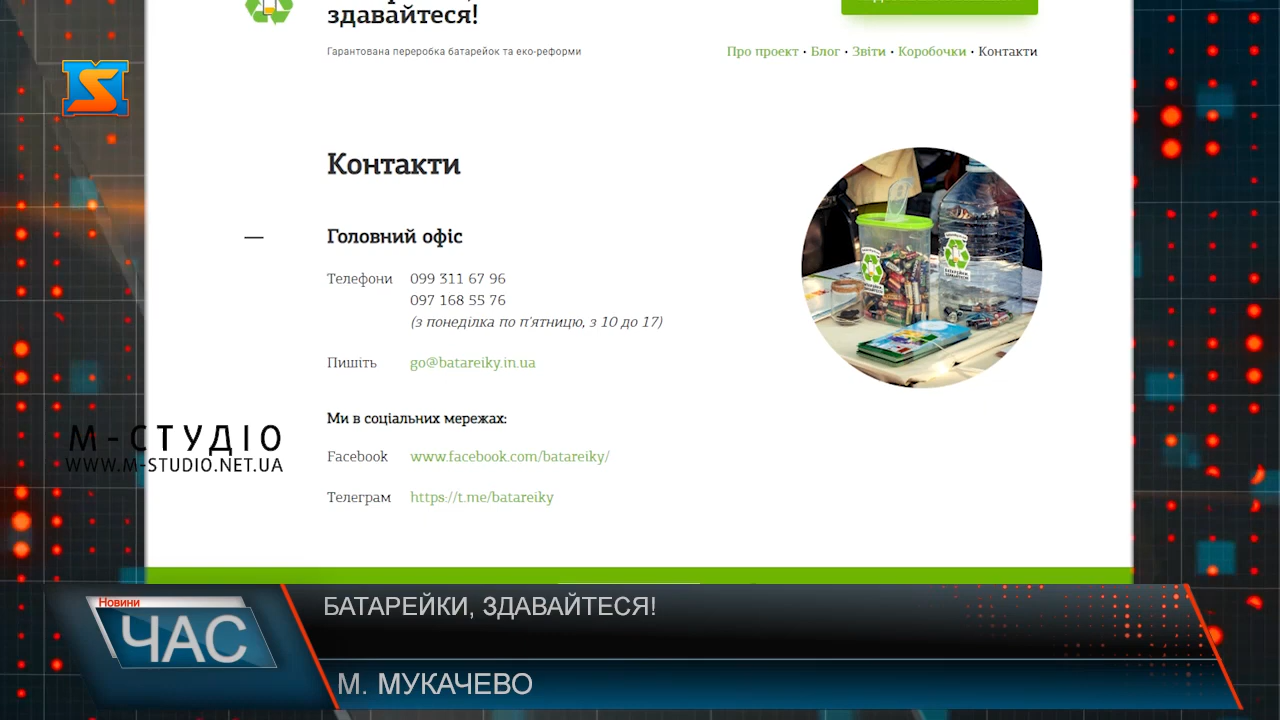 здавайтеся!
Гарантована переробка батарейок та еко-реформи
Про проект · Блог · Звіти · Коробочки · Контакти
Контакти
Головний офіс
Телефони 099 311 67 96
097 168 55 76
(з понеділка по п'ятницю, з 10 до 17)
Пишіть go@batareiky.in.ua
Ми в соціальних мережах:
М-СТУДІО
WWW.M-STUDIO.NET.UA
Facebook www.facebook.com/batareiky/
Телеграм https://t.me/batareiky
Новини
ЧАС
БАТАРЕЙКИ, ЗДАВАЙТЕСЯ!
М. МУКАЧЕВО